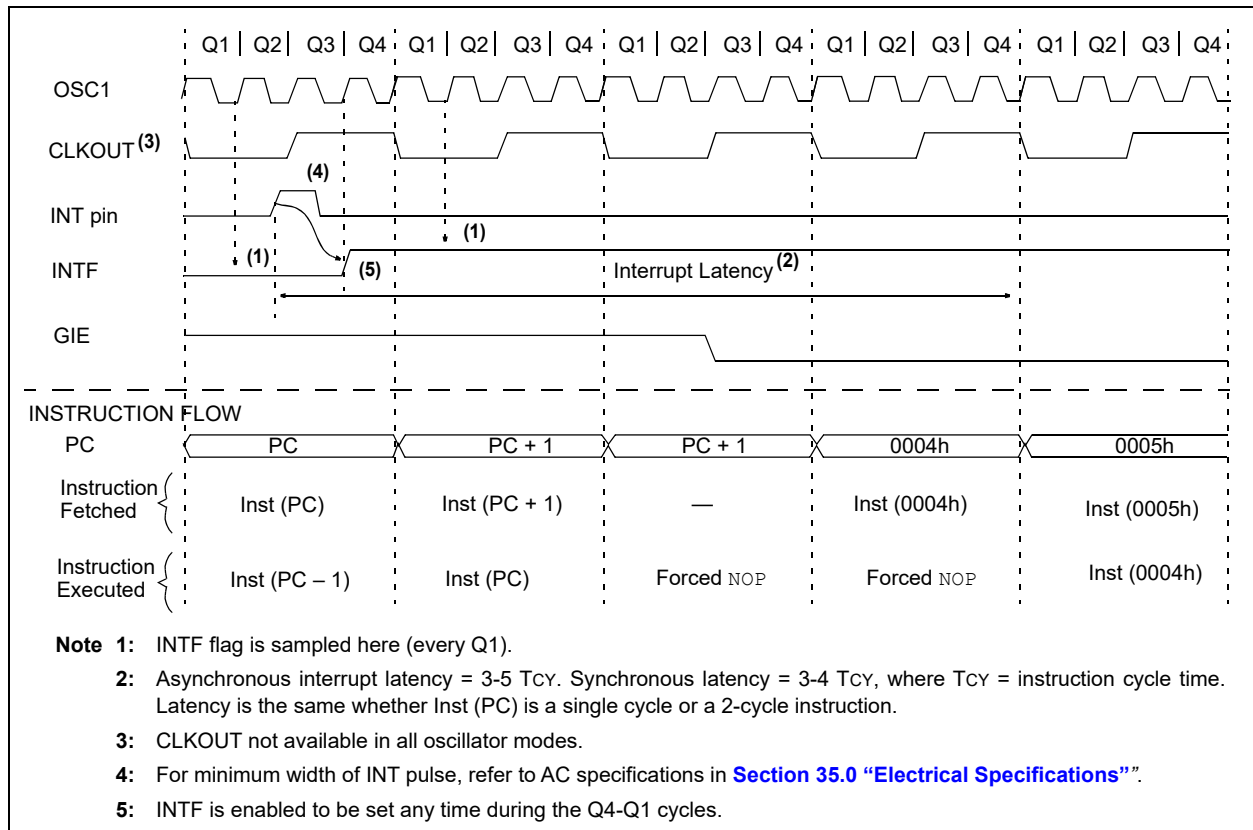 Q1 Q2 Q3 Q4 Q1 Q2 Q3 Q4 Q1 Q2 Q3 Q4 Q1 Q2 Q3 Q4 Q1 Q2 Q3 Q4
OSC1
CLKOUT (3)
(4)
INT pin
(1)
(1)
INTF
(5)
Interrupt Latency (2)
GIE
INSTRUCTION FLOW
PC PC PC + 1 PC + 1 0004h 0005h
Instruction
Fetched
Inst (PC) Inst (PC + 1) — Inst (0004h) Inst (0005h)
Instruction
Executed
Inst (PC – 1) Inst (PC) Forced NOP Forced NOP Inst (0004h)
Note 1: INTF flag is sampled here (every Q1).
2: Asynchronous interrupt latency = 3-5 TCY. Synchronous latency = 3-4 TCY, where TCY = instruction cycle time.
Latency is the same whether Inst (PC) is a single cycle or a 2-cycle instruction.
3: CLKOUT not available in all oscillator modes.
4: For minimum width of INT pulse, refer to AC specifications in Section 35.0 “Electrical Specifications””.
5: INTF is enabled to be set any time during the Q4-Q1 cycles.